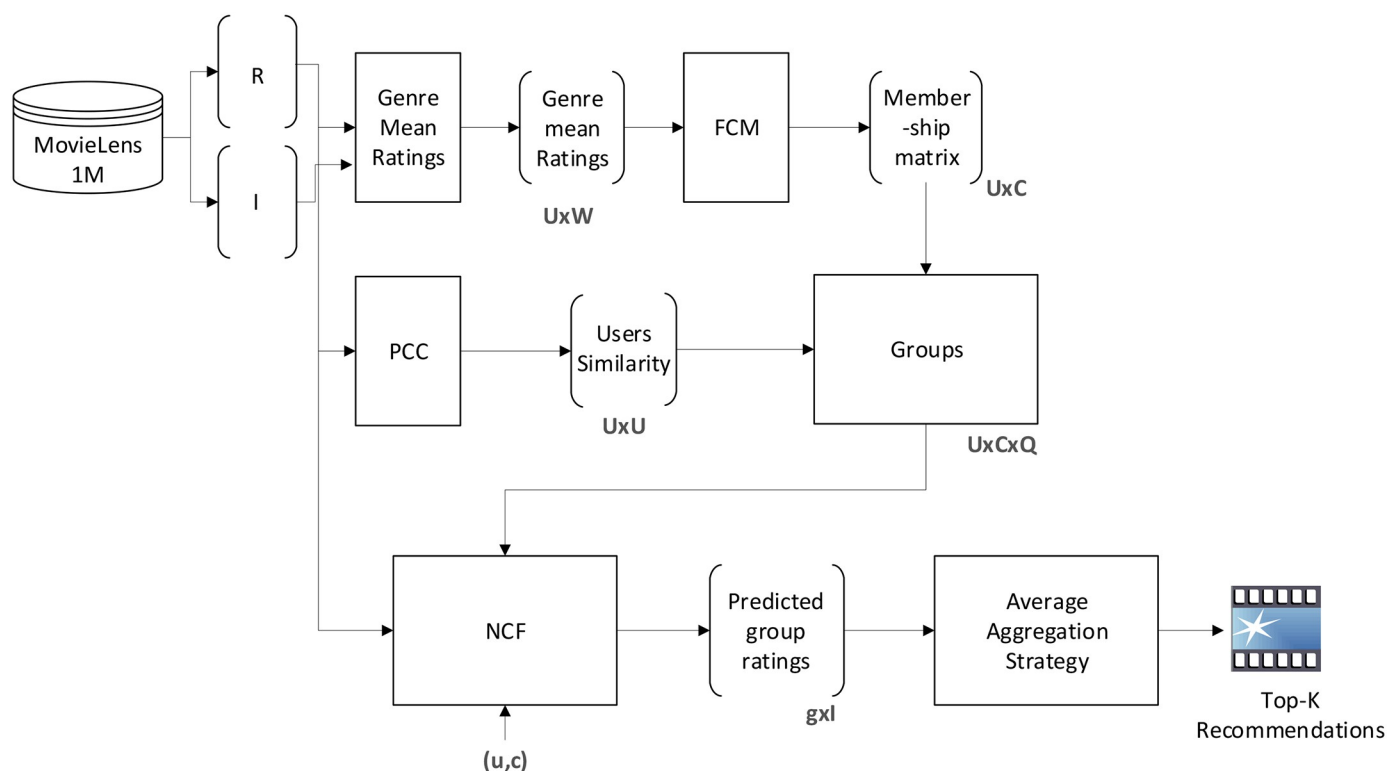 R
MovieLens
1M
I
Genre
Mean
Ratings
Genre
mean
Ratings
UxW
FCM
Member
-ship
matrix
UxC
PCC
Users
Similarity
UxU
Groups
UxCxQ
NCF
(u,c)
Predicted
group
ratings
gxI
Average
Aggregation
Strategy
Top-K
Recommendations